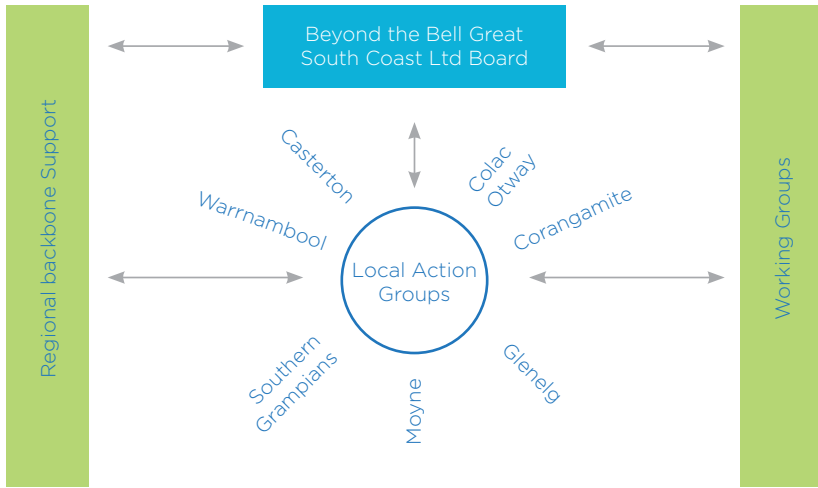 Beyond the Bell Great
South Coast Ltd Board
Regional backbone Support
Working Groups
Casterton
Colac
Otway
Warrnambool
Corangamite
Local Action
Groups
Southern
Grampians
Moyne
Glenelg